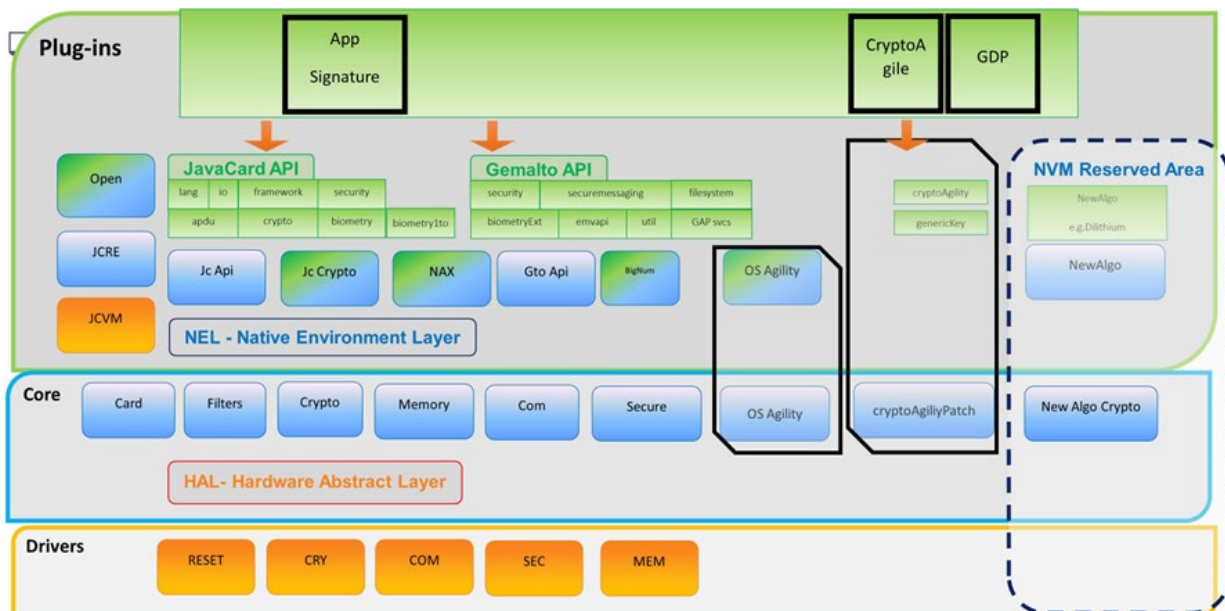 Plug-ins
App
Signature
CryptoA
gile
GDP
Open
JavaCard API
Gemalto API
NVM Reserved Area
lang io framework security
security securemessaging filesystem
cryptoAgility
NewAlgo
apdu crypto biometry biometry1to
biometryExt emvapi util GAP svcs
genericKey
e.g.Dilithium
JCRE
Jc Api
Jc Crypto
NAX
Gto Api
BigNum
OS Agility
NewAlgo
JCVM
NEL - Native Environment Layer
Core
Card
Filters
Crypto
Memory
Com
Secure
OS Agility
cryptoAgiliyPatch
New Algo Crypto
HAL- Hardware Abstract Layer
Drivers
RESET
CRY
COM
SEC
MEM